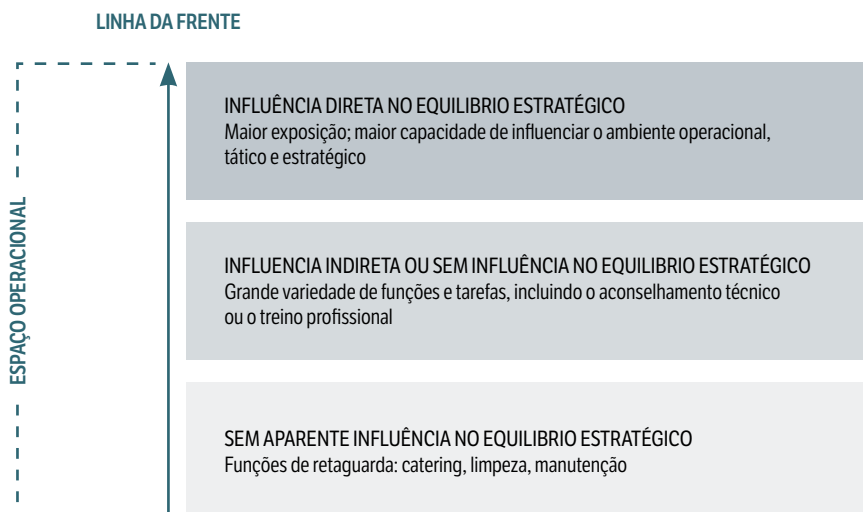 LINHA DA FRENTE
ESPAÇO OPERACIONAL
INFLUÊNCIA DIRETA NO EQUILIBRIO ESTRATÉGICO
Maior exposição; maior capacidade de influenciar o ambiente operacional,
tático e estratégico
INFLUENCIA INDIRETA OU SEM INFLUÊNCIA NO EQUILIBRIO ESTRATÉGICO
Grande variedade de funções e tarefas, incluindo o aconselhamento técnico
ou o treino profissional
SEM APARENTE INFLUÊNCIA NO EQUILIBRIO ESTRATÉGICO
Funções de retaguarda: catering, limpeza, manutenção